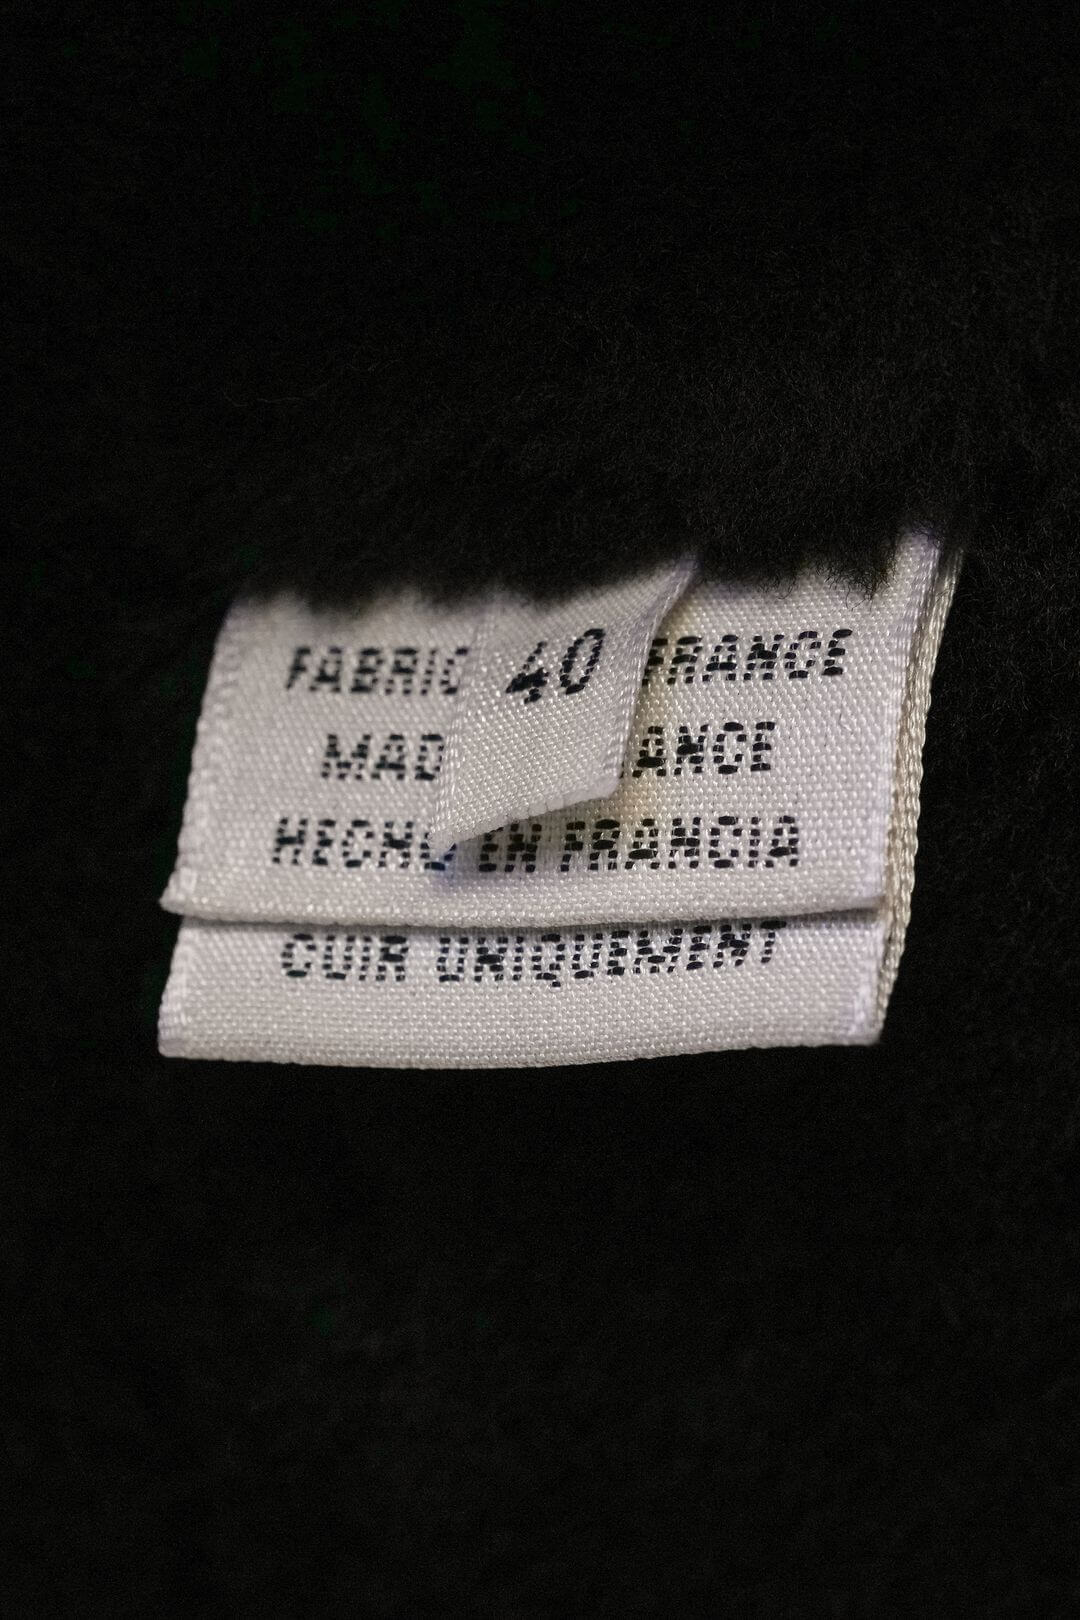 40
FABRIC FRANCE
MAD ANCE
HECHO EN FRANCIA
CUIR UNIQUEMENT